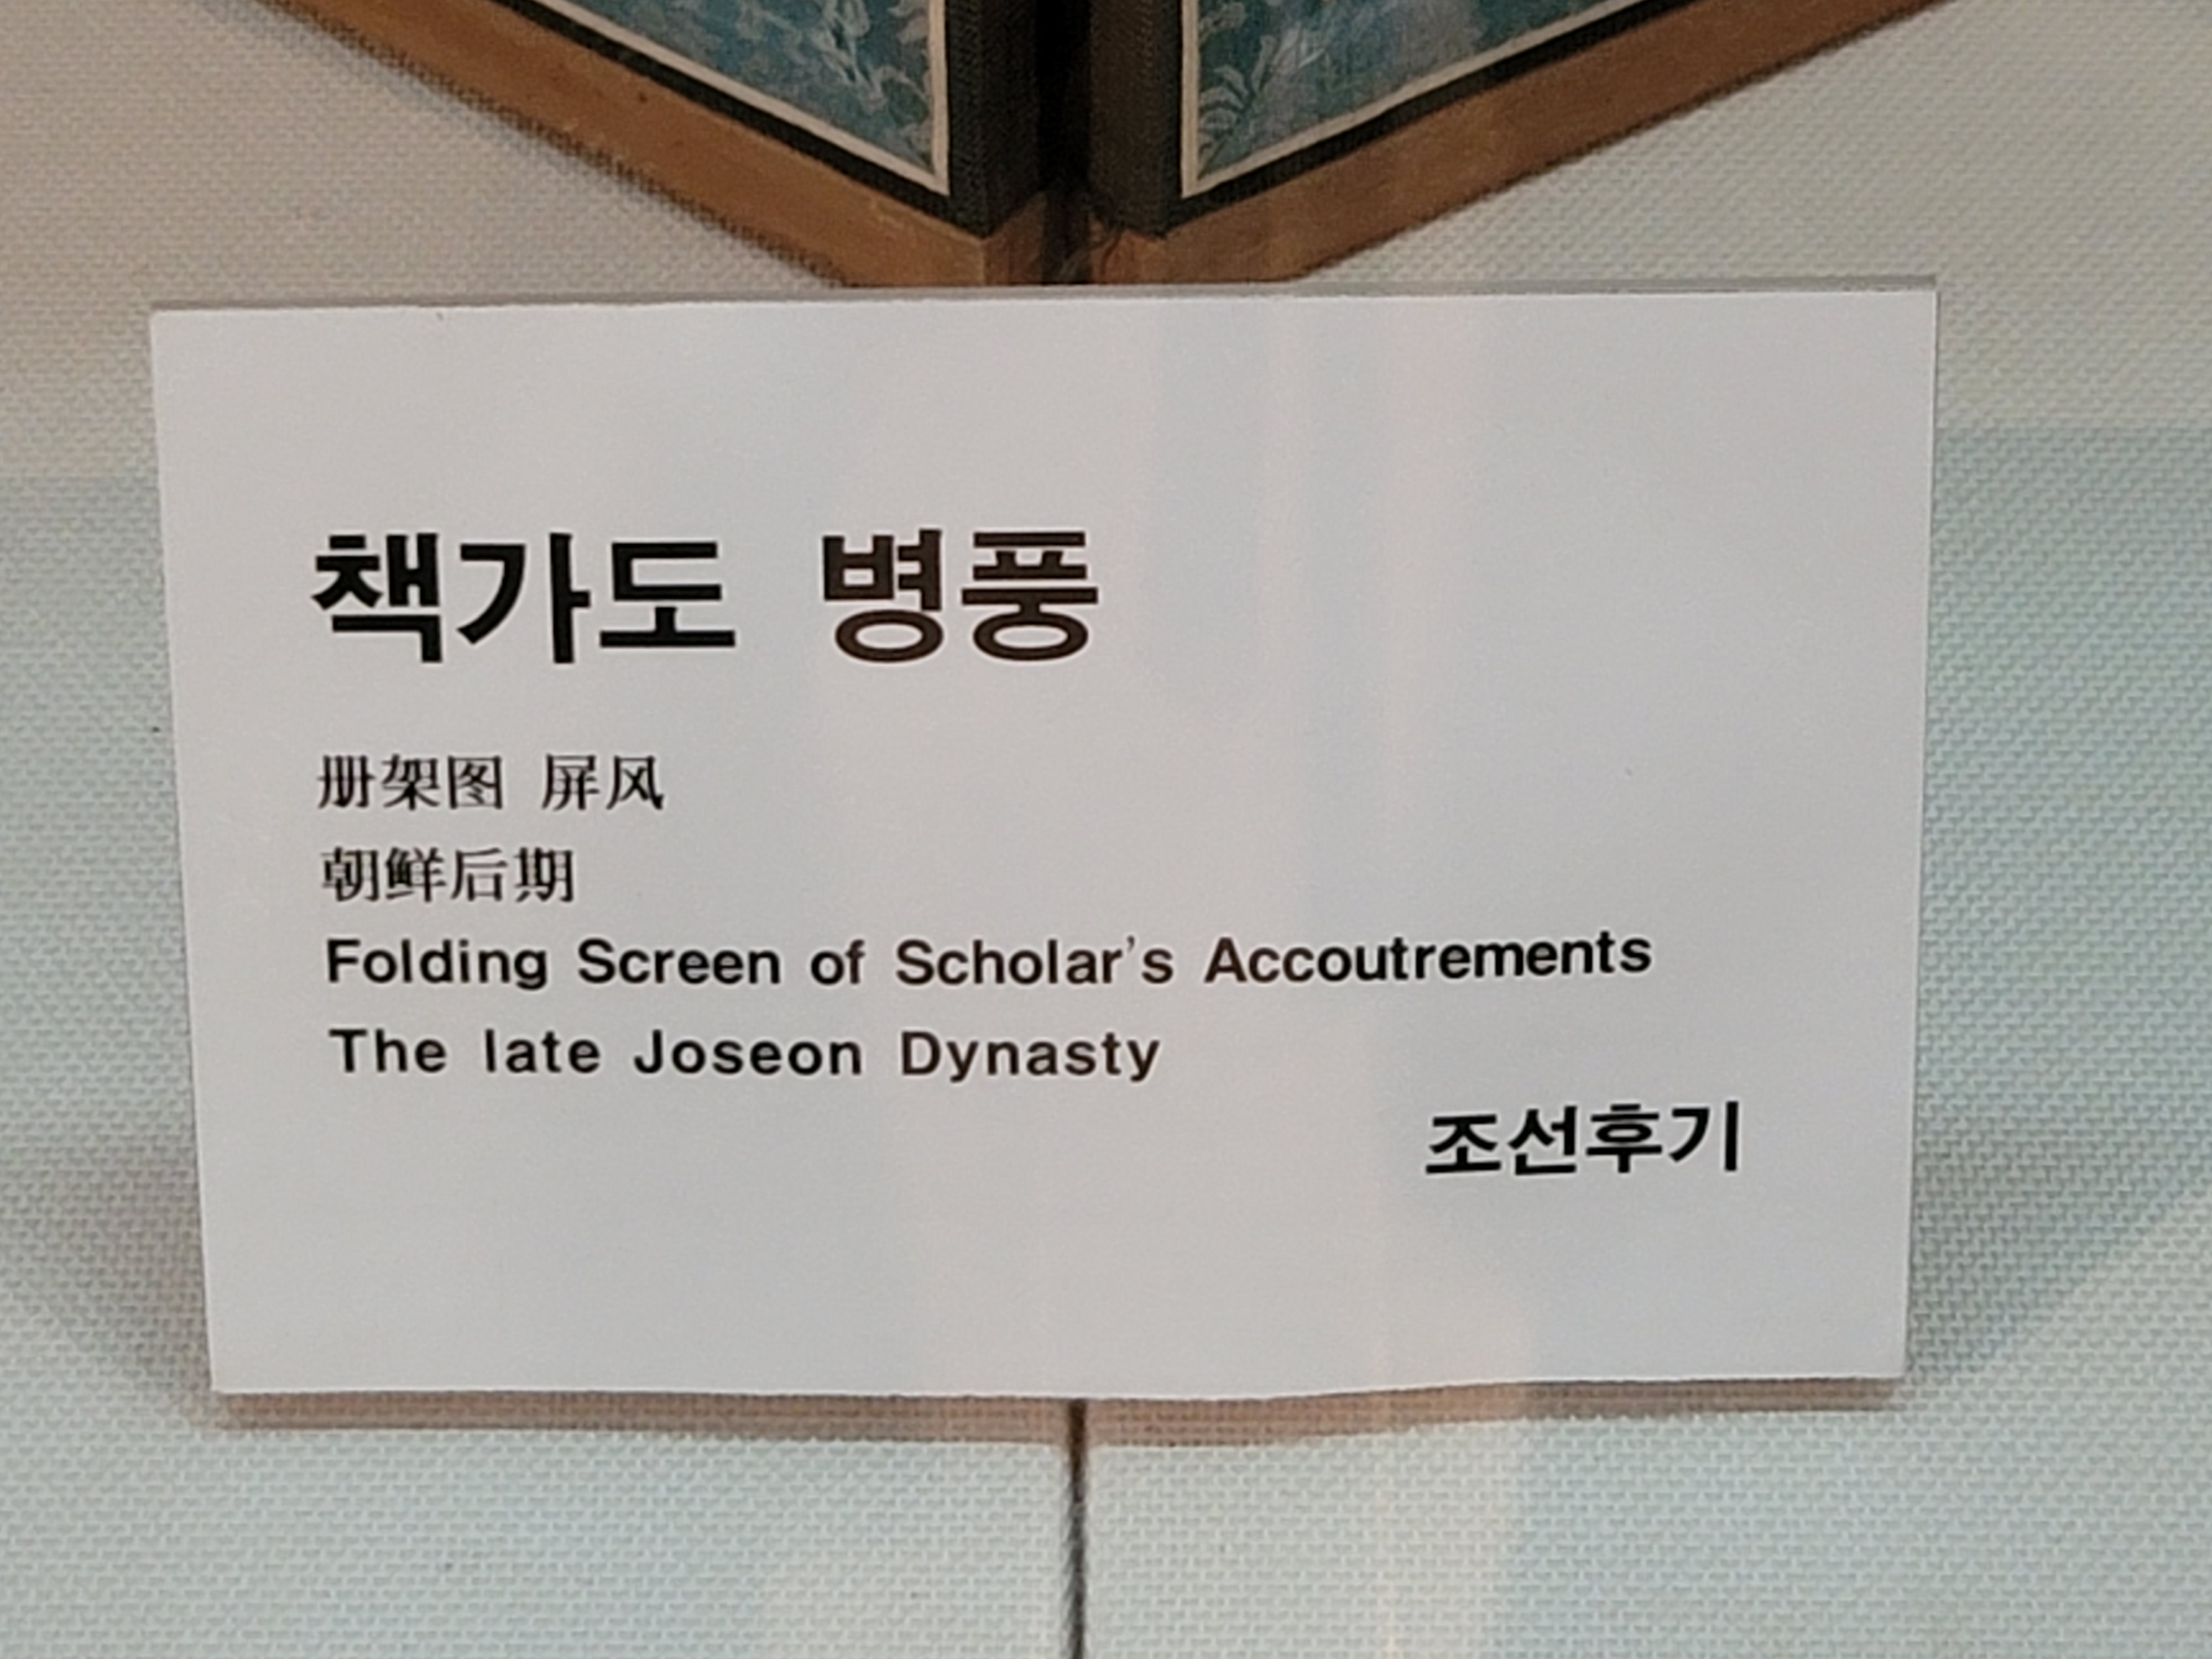 책가도 병풍
册架图 屏风
朝鲜后期
Folding Screen of Scholar's Accoutrements
The late Joseon Dynasty
조선후기